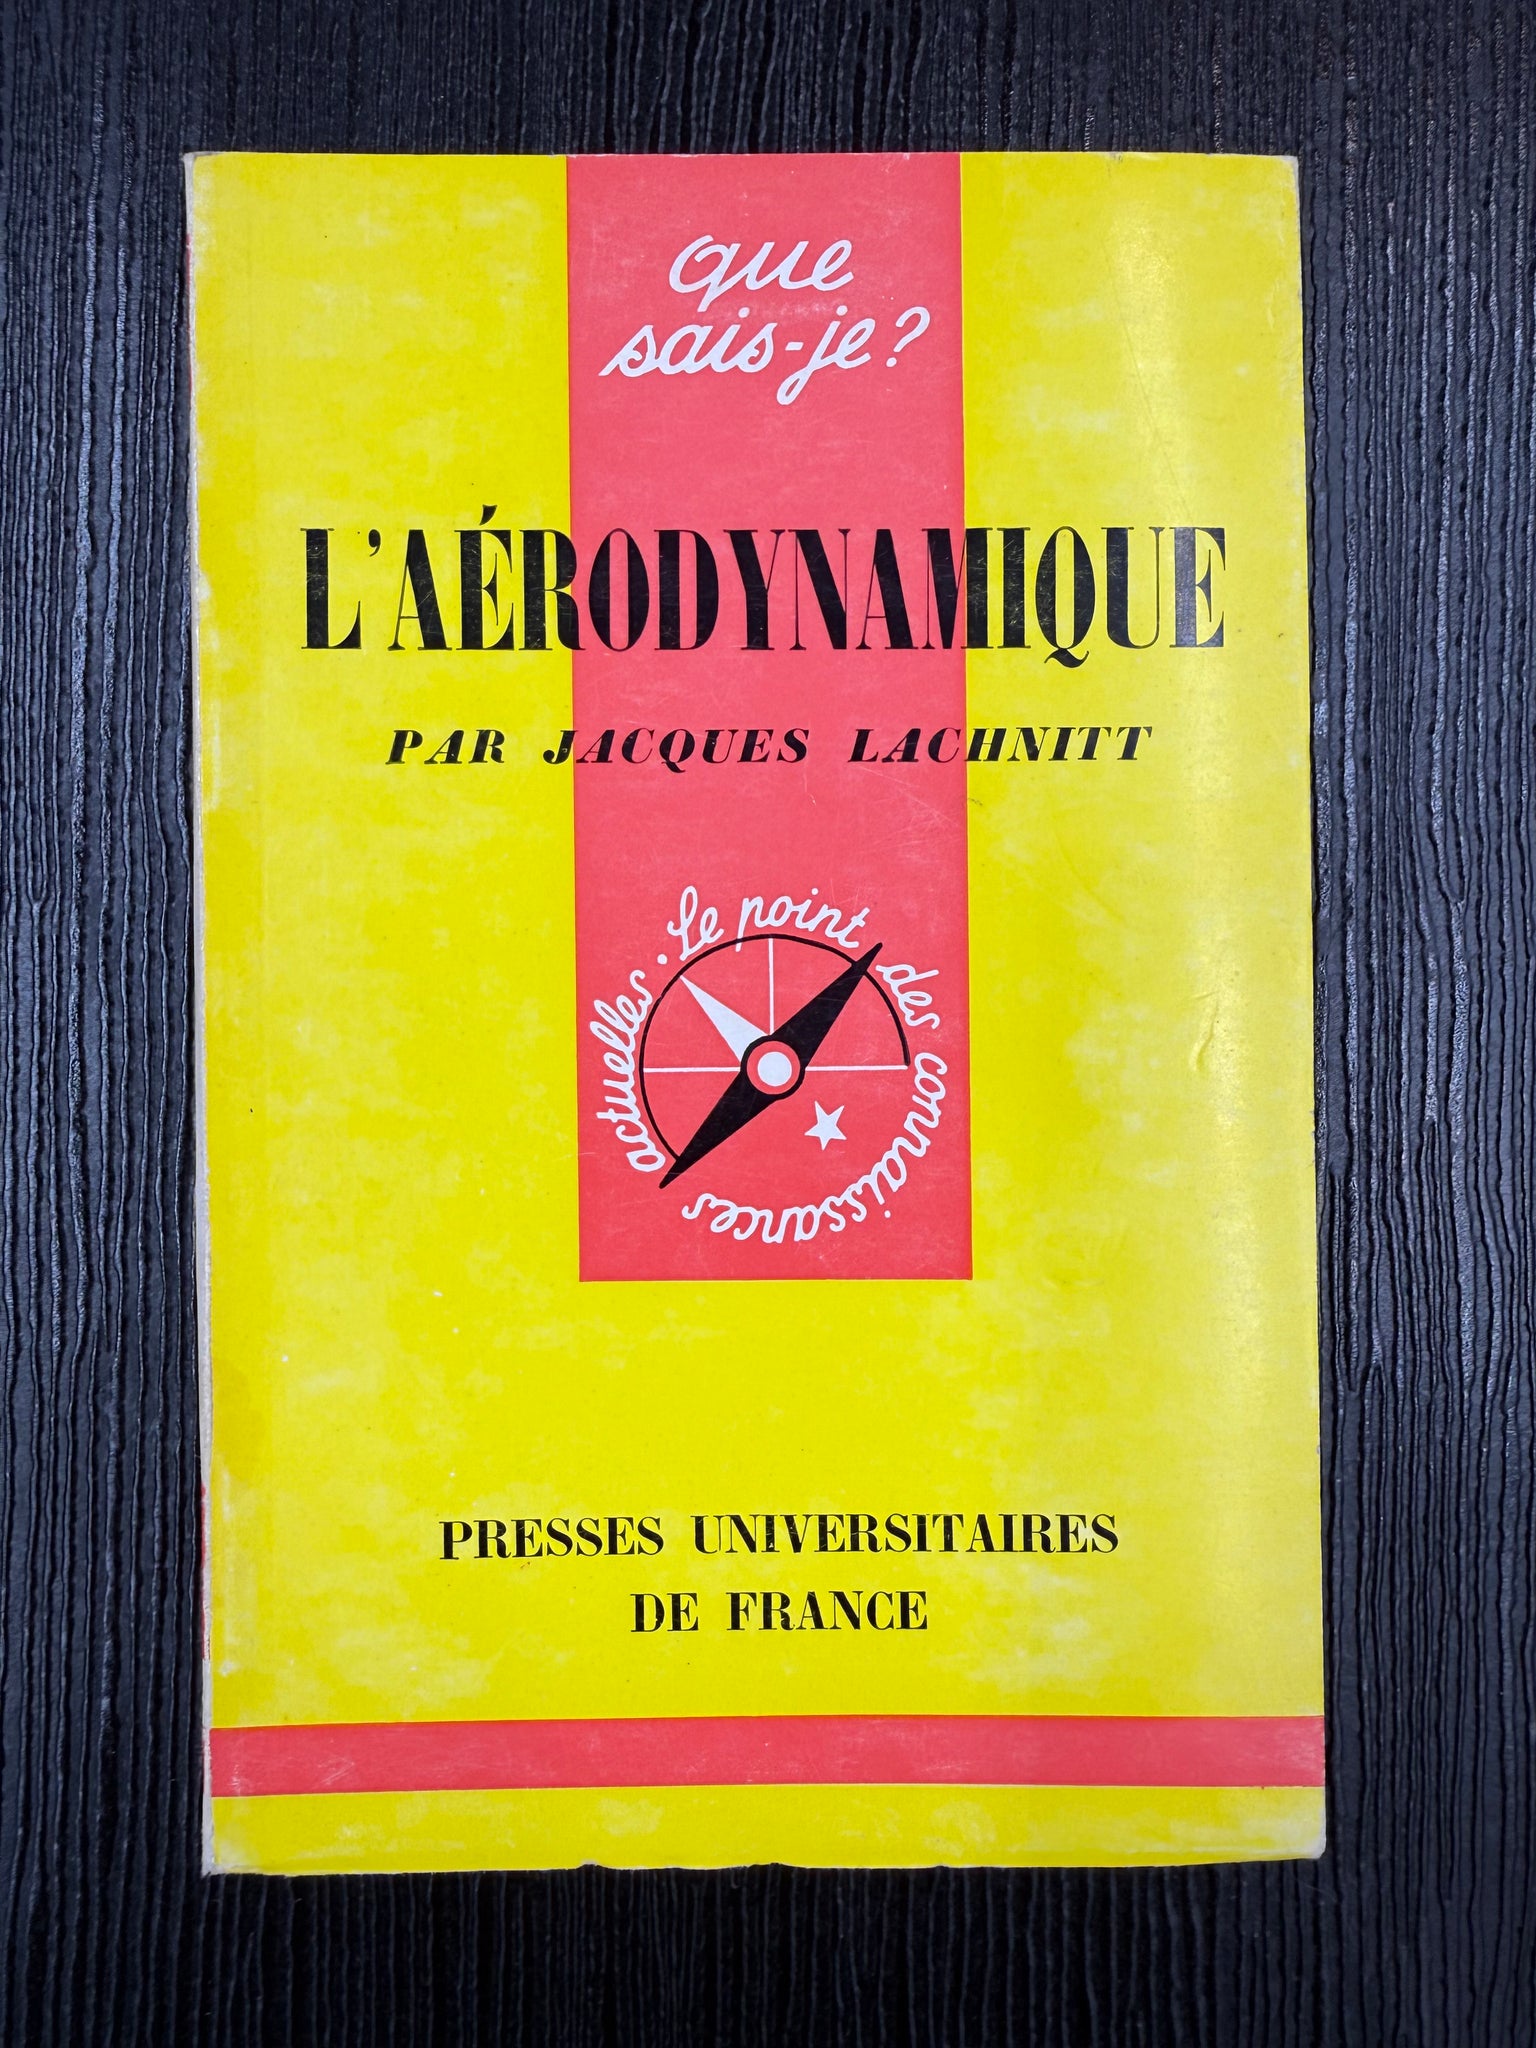 que
sais-je?
L'AÉRODYNAMIQUE
PAR JACQUES LACHNITT
Le point des connaissances actuelles.
PRESSES UNIVERSITAIRES
DE FRANCE